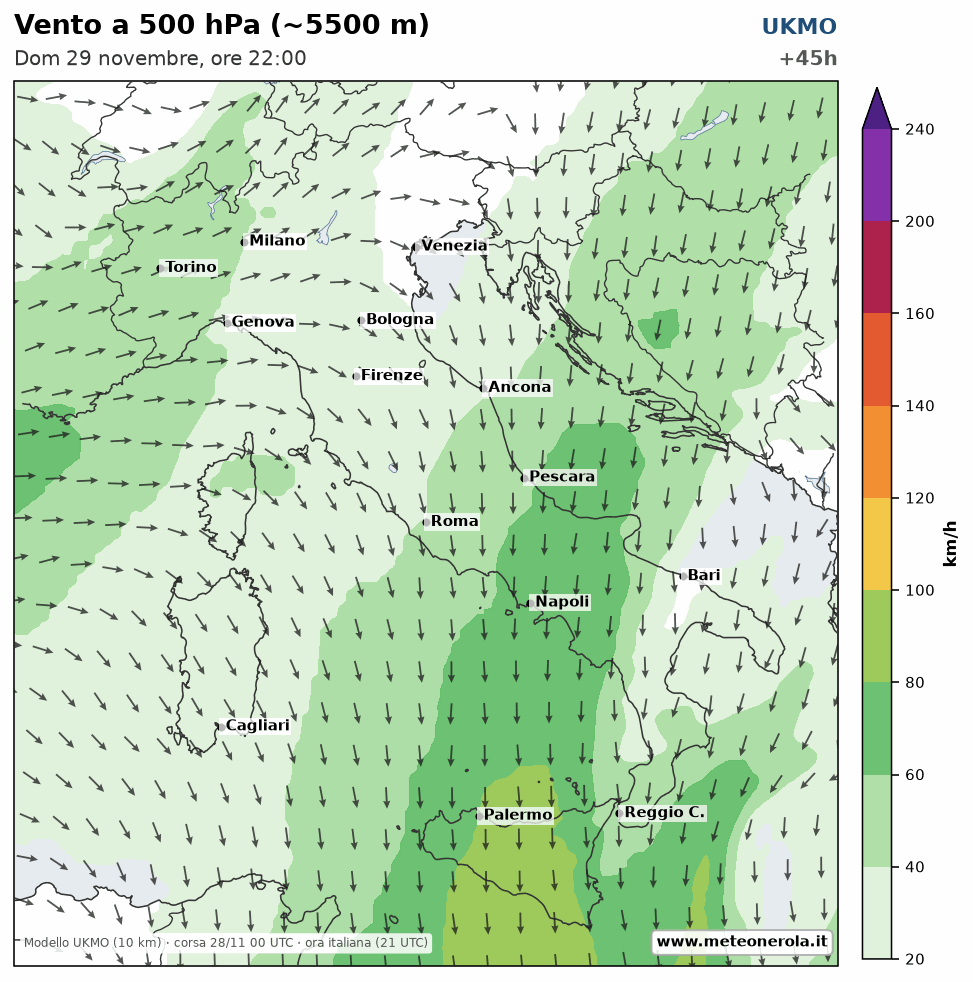 Vento a 500 hPa (~5500 m)
UKMO
Dom 29 novembre, ore 22:00
+45h
240
200
160
140
120
100
80
60
40
20
km/h
Milano
Venezia
Torino
Genova
Bologna
Firenze
Ancona
Pescara
Roma
Bari
Napoli
Cagliari
Palermo
Reggio C.
Modello UKMO (10 km) · corsa 28/11 00 UTC · ora italiana (21 UTC)
www.meteonerola.it